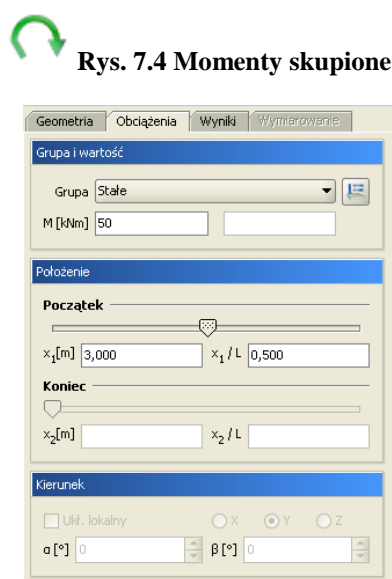 Rys. 7.4 Momenty skupione
Geometria Obciążenia Wyniki Wymiarowanie
Grupa i wartość
Grupa Stałe
M [kNm] 50
Położenie
Początek
x1[m] 3,000 x1 / L 0,500
Koniec
x2[m] x2 / L
Kierunek
Ukł. lokalny X Y Z
α [°] 0 β [°] 0